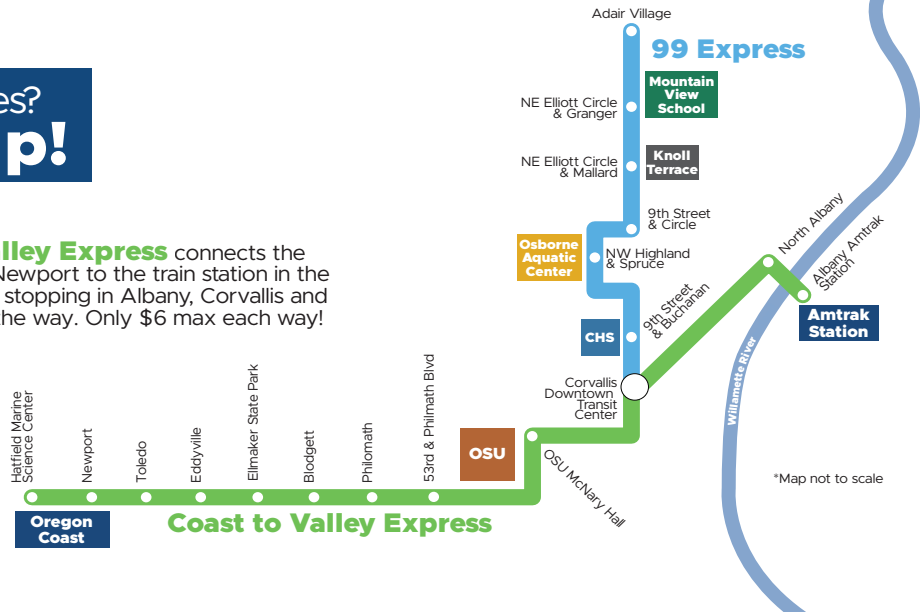 Adair Village
99 Express
Mountain
View
School
NE Elliott Circle
& Granger
NE Elliott Circle
& Mallard
Knoll
Terrace
9th Street
& Circle
Osborne
Aquatic
Center
NW Highland
& Spruce
North Albany
Albany Amtrak
Station
Amtrak
Station
CHS
9th Street
& Buchanan
Corvallis
Downtown
Transit
Center
Willamette River
p!
Express connects the
Newport to the train station in the
stopping in Albany, Corvallis and
the way. Only $6 max each way!
Hatfield Marine
Science Center
Newport
Toledo
Eddyville
Ellmaker State Park
Blodgett
Philomath
53rd & Philmath Blvd
OSU
OSU McNary Hall
*Map not to scale
Oregon
Coast
Coast to Valley Express